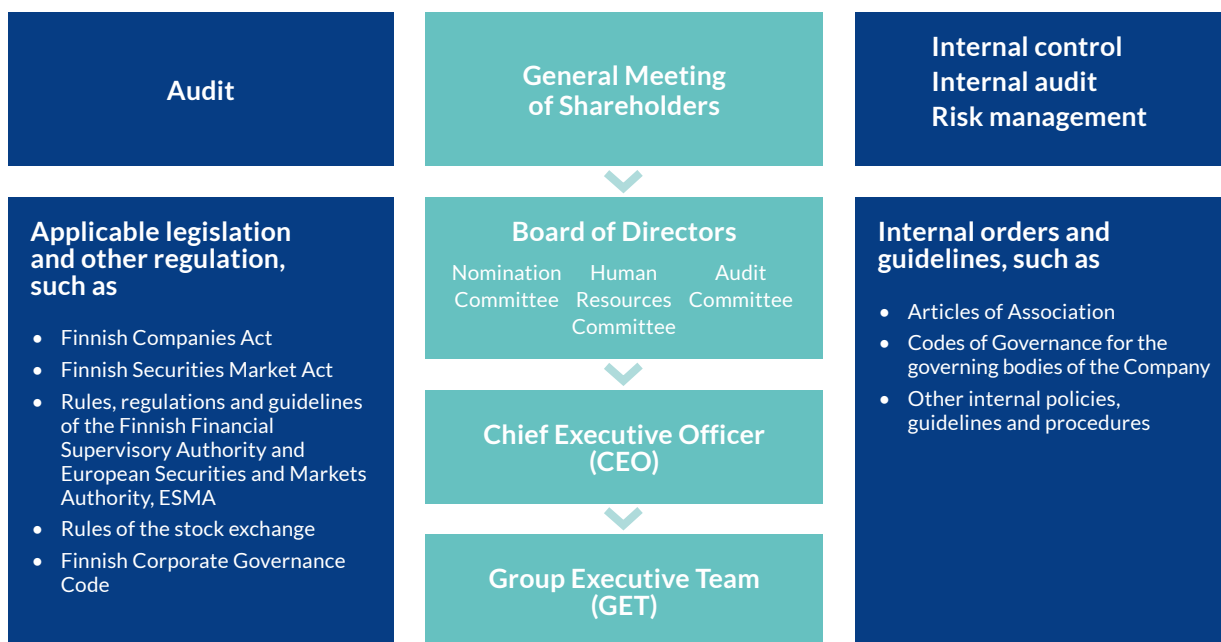 Audit
General Meeting
of Shareholders
Internal control
Internal audit
Risk management
Applicable legislation
and other regulation,
such as
• Finnish Companies Act
• Finnish Securities Market Act
• Rules, regulations and guidelines
of the Finnish Financial
Supervisory Authority and
European Securities and Markets
Authority, ESMA
• Rules of the stock exchange
• Finnish Corporate Governance
Code
Board of Directors
Nomination
Committee
Human
Resources
Committee
Audit
Committee
Chief Executive Officer
(CEO)
Group Executive Team
(GET)
Internal orders and
guidelines, such as
• Articles of Association
• Codes of Governance for the
governing bodies of the Company
• Other internal policies,
guidelines and procedures